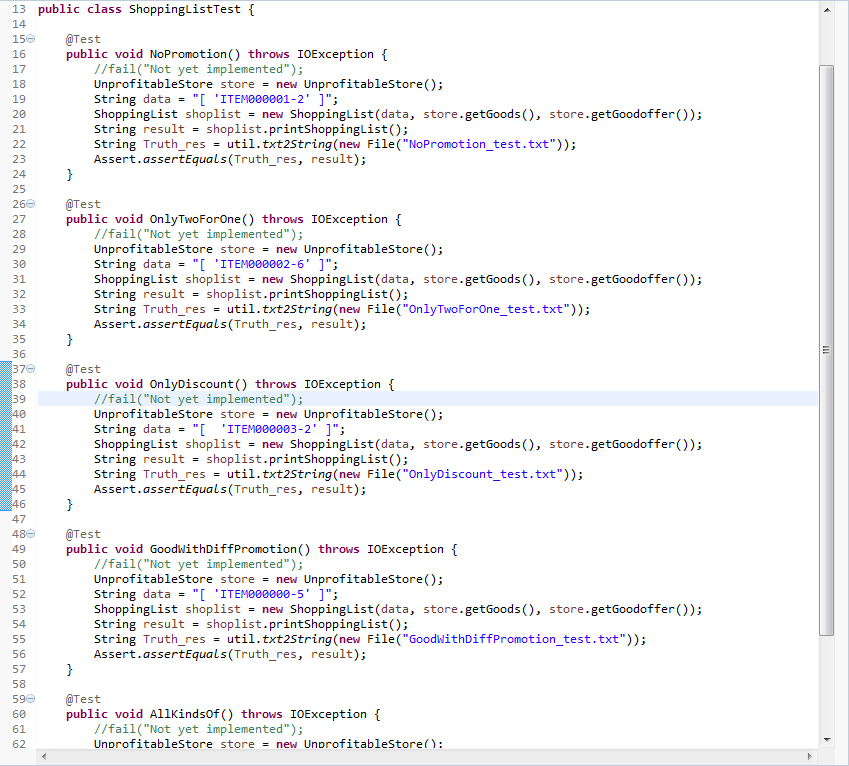 13 public class ShoppingListTest {
14
15 @Test
16 public void NoPromotion() throws IOException {
17 //fail("Not yet implemented");
18 UnprofitableStore store = new UnprofitableStore();
19 String data = "[ 'ITEM000001-2' ]";
20 ShoppingList shoplist = new ShoppingList(data, store.getGoods(), store.getGoodoffer());
21 String result = shoplist.printShoppingList();
22 String Truth_res = util.txt2String(new File("NoPromotion_test.txt"));
23 Assert.assertEquals(Truth_res, result);
24 }
25
26 @Test
27 public void OnlyTwoForOne() throws IOException {
28 //fail("Not yet implemented");
29 UnprofitableStore store = new UnprofitableStore();
30 String data = "[ 'ITEM000002-6' ]";
31 ShoppingList shoplist = new ShoppingList(data, store.getGoods(), store.getGoodoffer());
32 String result = shoplist.printShoppingList();
33 String Truth_res = util.txt2String(new File("OnlyTwoForOne_test.txt"));
34 Assert.assertEquals(Truth_res, result);
35 }
36
37 @Test
38 public void OnlyDiscount() throws IOException {
39 //fail("Not yet implemented");
40 UnprofitableStore store = new UnprofitableStore();
41 String data = "[  'ITEM000003-2' ]";
42 ShoppingList shoplist = new ShoppingList(data, store.getGoods(), store.getGoodoffer());
43 String result = shoplist.printShoppingList();
44 String Truth_res = util.txt2String(new File("OnlyDiscount_test.txt"));
45 Assert.assertEquals(Truth_res, result);
46 }
47
48 @Test
49 public void GoodWithDiffPromotion() throws IOException {
50 //fail("Not yet implemented");
51 UnprofitableStore store = new UnprofitableStore();
52 String data = "[ 'ITEM000000-5' ]";
53 ShoppingList shoplist = new ShoppingList(data, store.getGoods(), store.getGoodoffer());
54 String result = shoplist.printShoppingList();
55 String Truth_res = util.txt2String(new File("GoodWithDiffPromotion_test.txt"));
56 Assert.assertEquals(Truth_res, result);
57 }
58
59 @Test
60 public void AllKindsOf() throws IOException {
61 //fail("Not yet implemented");
62 UnprofitableStore store = new UnprofitableStore();